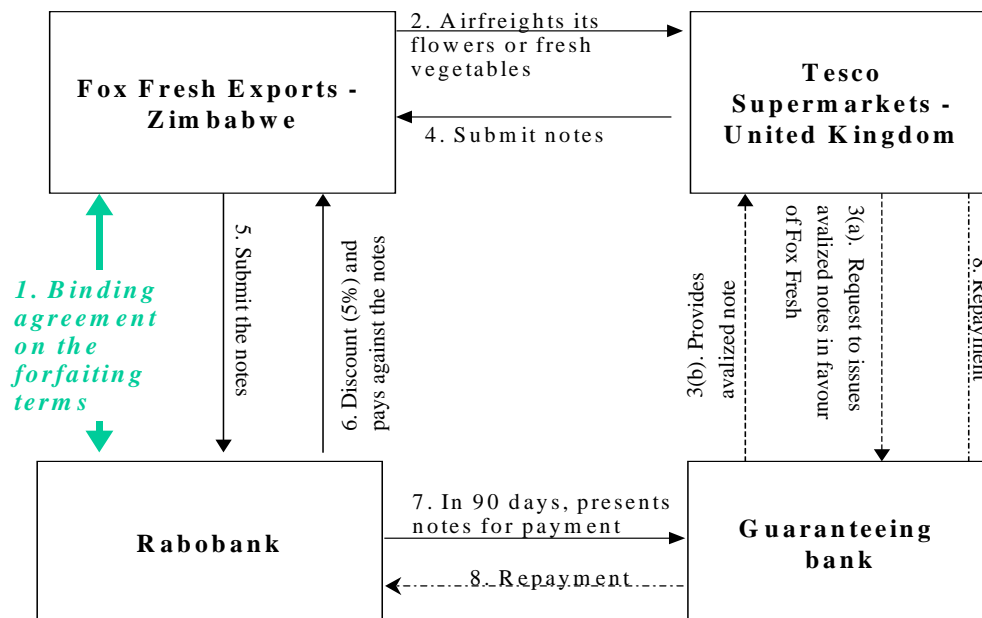 2. Airfreights its
flowers or fresh
vegetables
Fox Fresh Exports -
Zimbabwe
Tesco
Supermarkets -
United Kingdom
4. Submit notes
1. Binding
agreement
on the
forfaiting
terms
5. Submit
the notes
6. Discount (5%) and
pays against the notes
3(b). Provides
avalized note
3(a). Request to issues
avalized notes in favour
of Fox Fresh
8. Repayment
Rabobank
7. In 90 days, presents
notes for payment
8. Repayment
Guaranteeing
bank